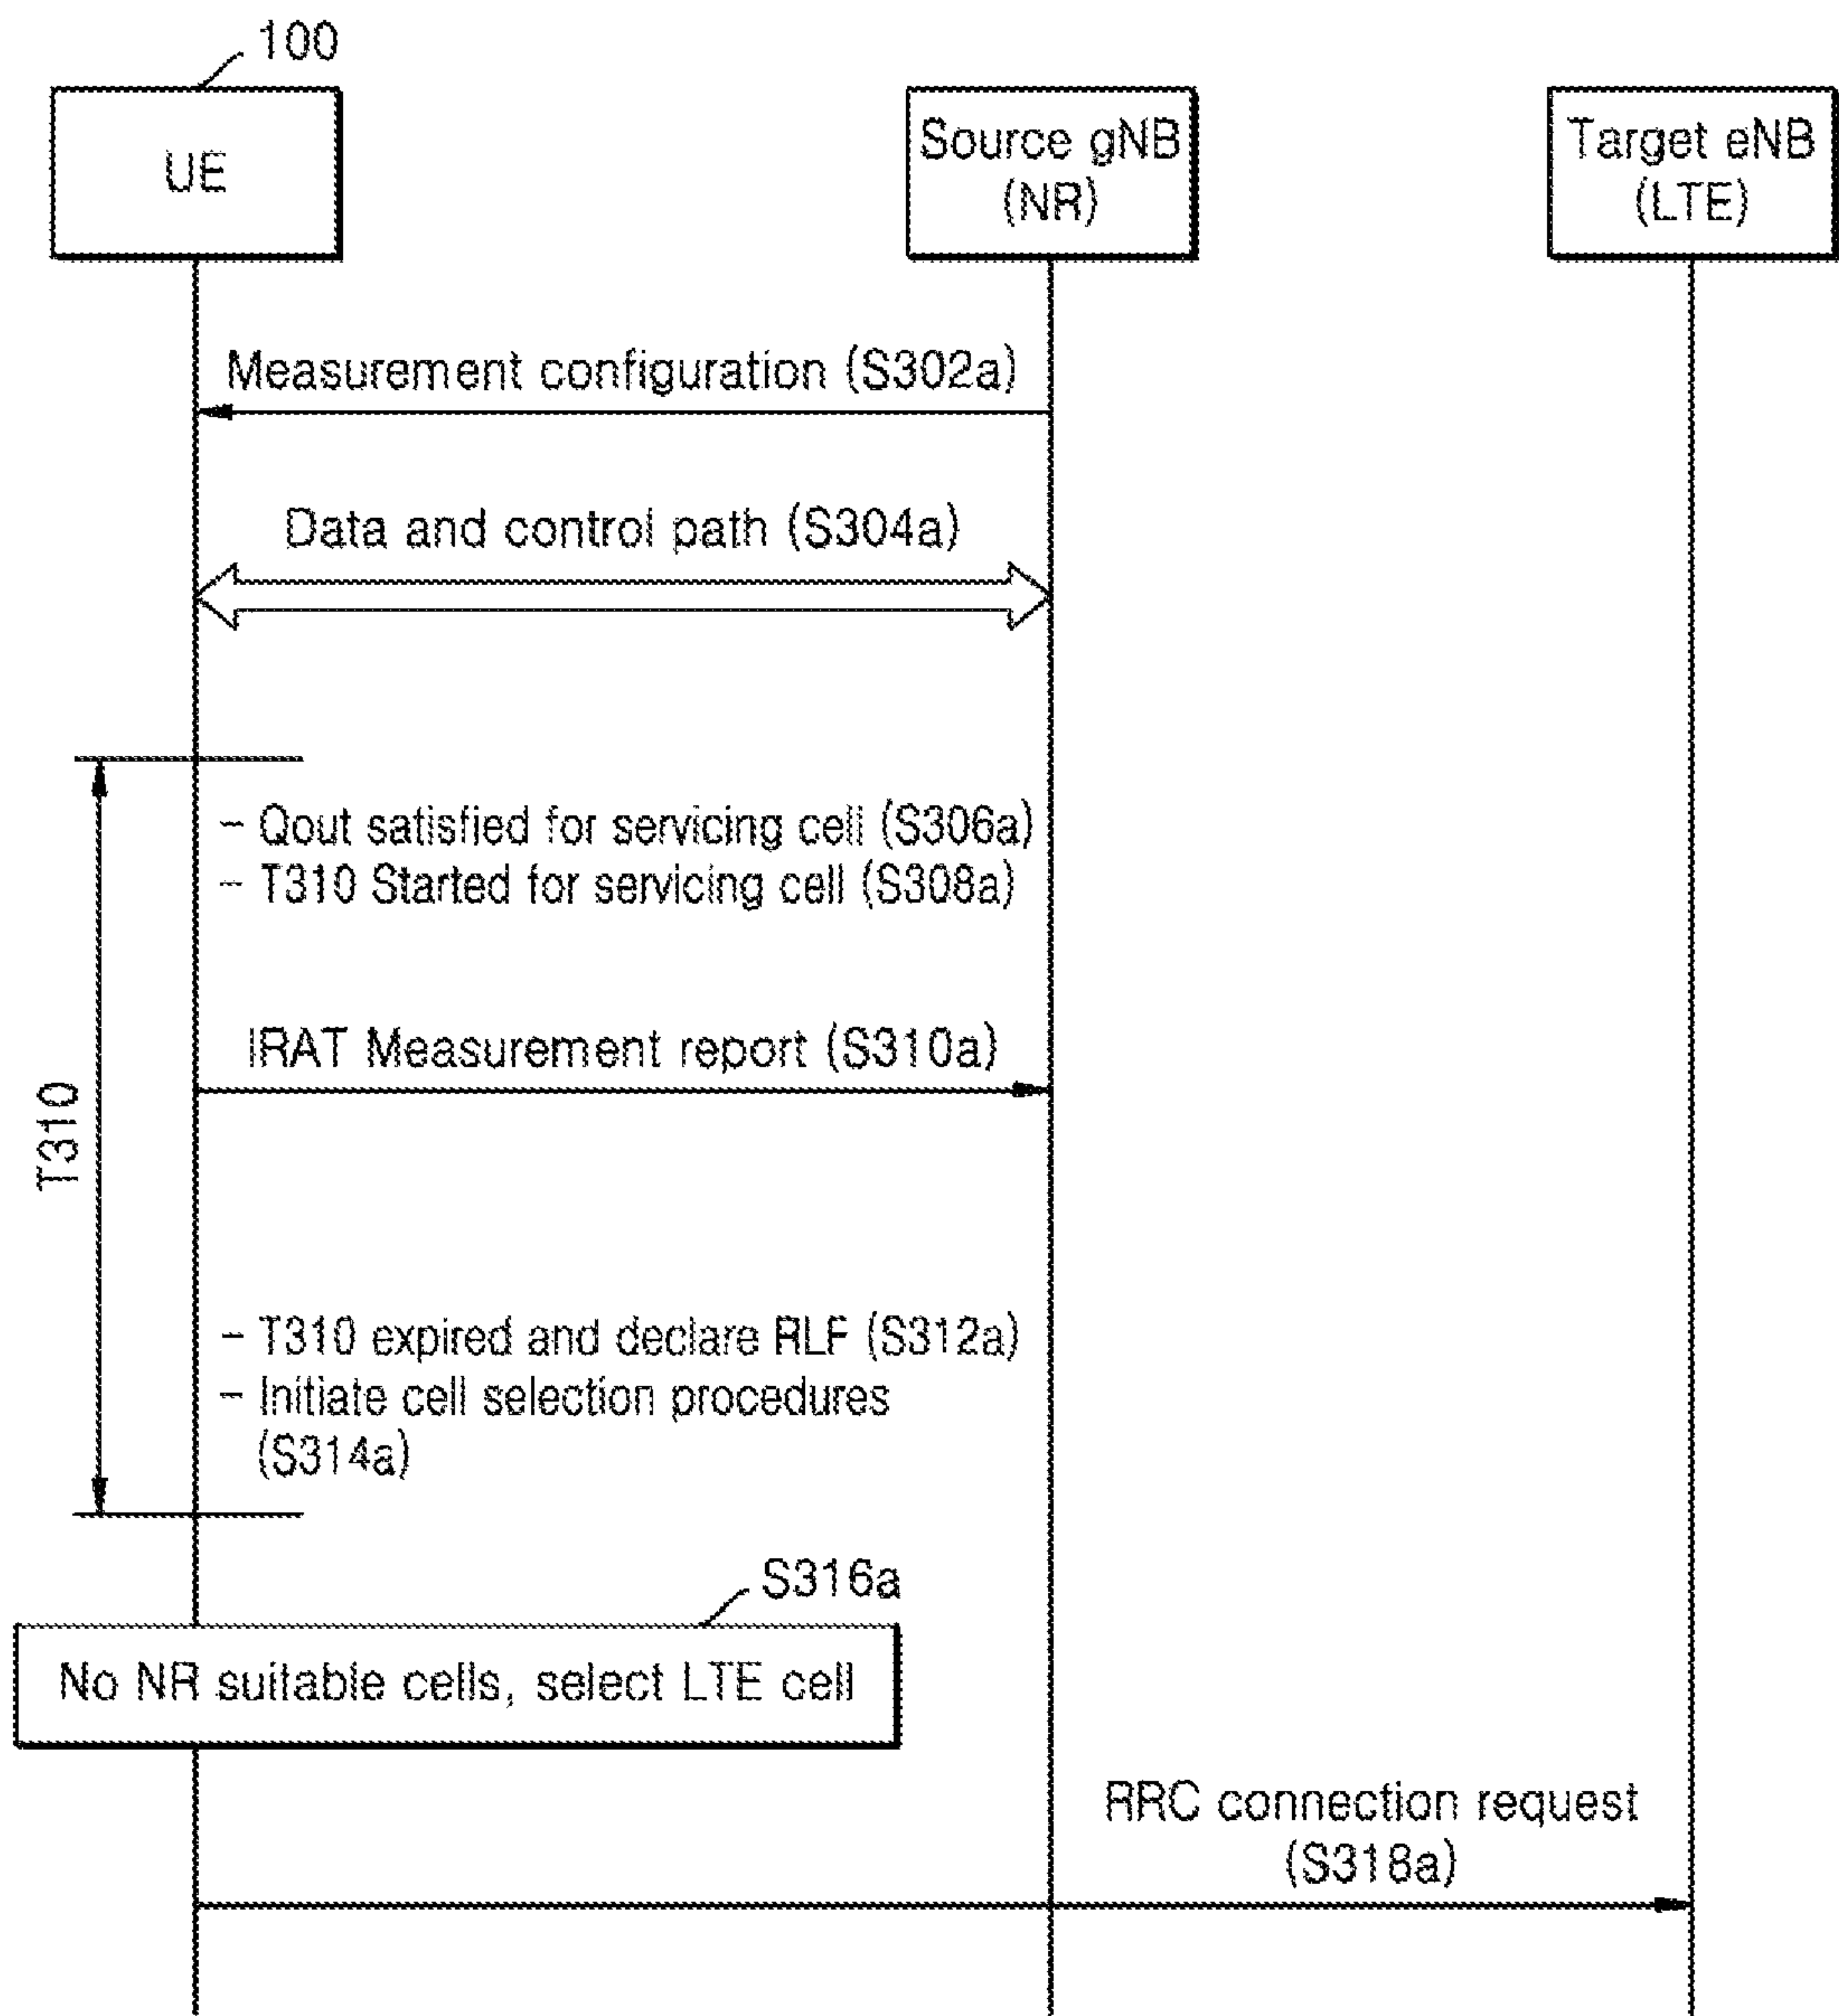 100
UE
Source gNB
(NR)
Target eNB
(LTE)
Measurement configuration (S302a)
Data and control path (S304a)
- Qout satisfied for servicing cell (S306a)
- T310 Started for servicing cell (S308a)
IRAT Measurement report (S310a)
T310
- T310 expired and declare RLF (S312a)
- Initiate cell selection procedures
(S314a)
S316a
No NR suitable cells, select LTE cell
RRC connection request
(S318a)